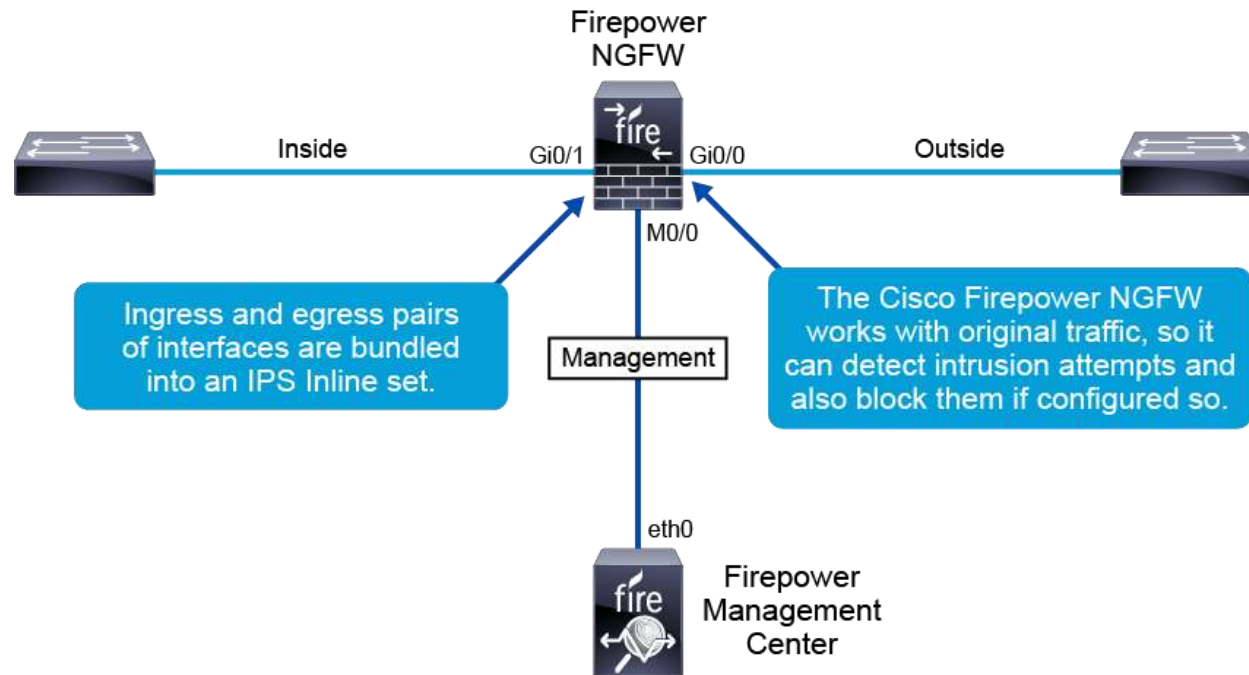 Firepower
NGFW
fire
Inside
Gi0/1
Gi0/0
Outside
M0/0
Ingress and egress pairs
of interfaces are bundled
into an IPS Inline set.
The Cisco Firepower NGFW
works with original traffic, so it
can detect intrusion attempts and
also block them if configured so.
Management
eth0
fire
Firepower
Management
Center